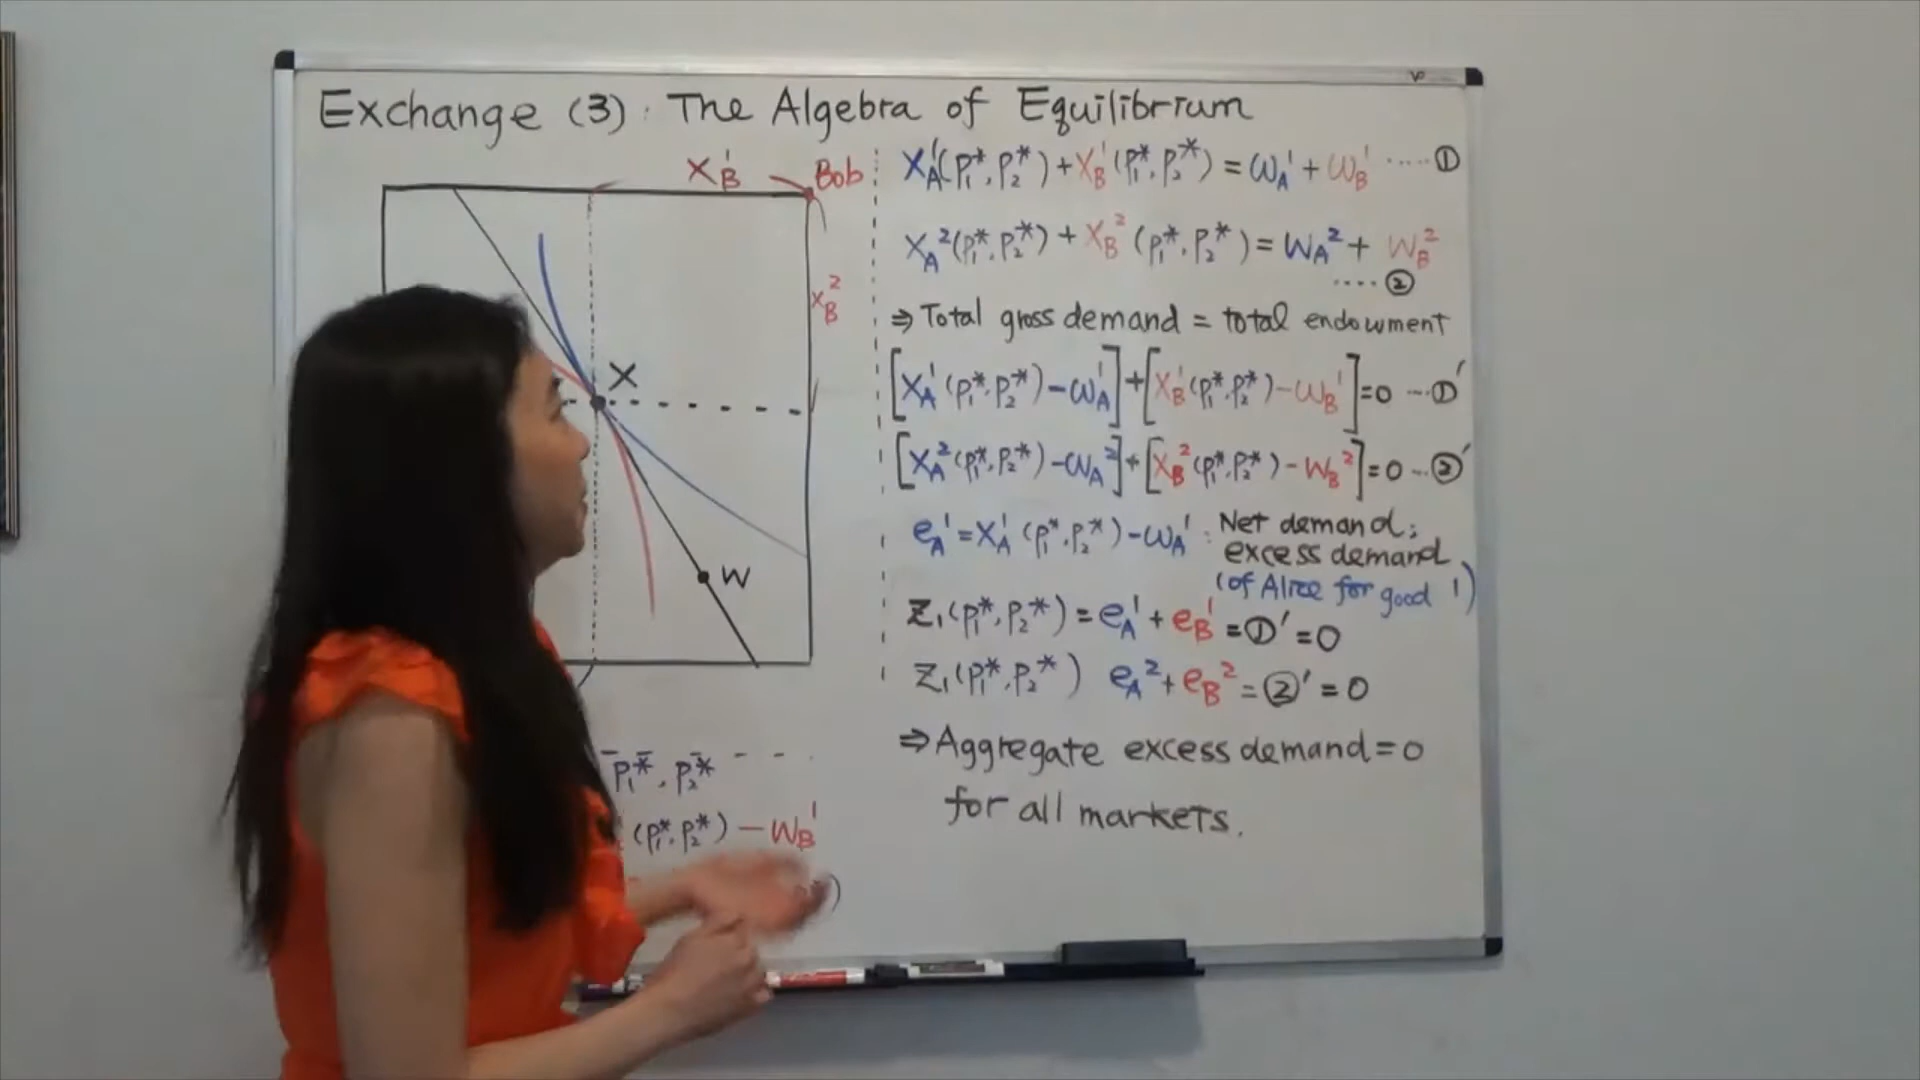 Exchange (3): The Algebra of Equilibrium
x_B^1 Bob
x_B^2
X
W
P_1^*, P_2^*
(P_1^*, P_2^*) - w_B^1
)
x_A^1(P_1^*, P_2^*) + x_B^1(P_1^*, P_2^*) = ω_A^1 + ω_B^1 ..... ①
x_A^2(P_1^*, P_2^*) + x_B^2(P_1^*, P_2^*) = w_A^2 + w_B^2
.... ②
⇒ Total gross demand = total endowment
[x_A^1(P_1^*, P_2^*) - ω_A^1] + [x_B^1(P_1^*, P_2^*) - ω_B^1] = 0 ... ①'
[x_A^2(P_1^*, P_2^*) - ω_A^2] + [x_B^2(P_1^*, P_2^*) - w_B^2] = 0 ... ②'
e_A^1 = x_A^1(P_1^*, P_2^*) - ω_A^1 : Net demand;
excess demand
(of Alice for good 1)
Z_1(P_1^*, P_2^*) = e_A^1 + e_B^1 = ①' = 0
Z_1(P_1^*, P_2^*) e_A^2 + e_B^2 = ②' = 0
⇒ Aggregate excess demand = 0
for all markets.